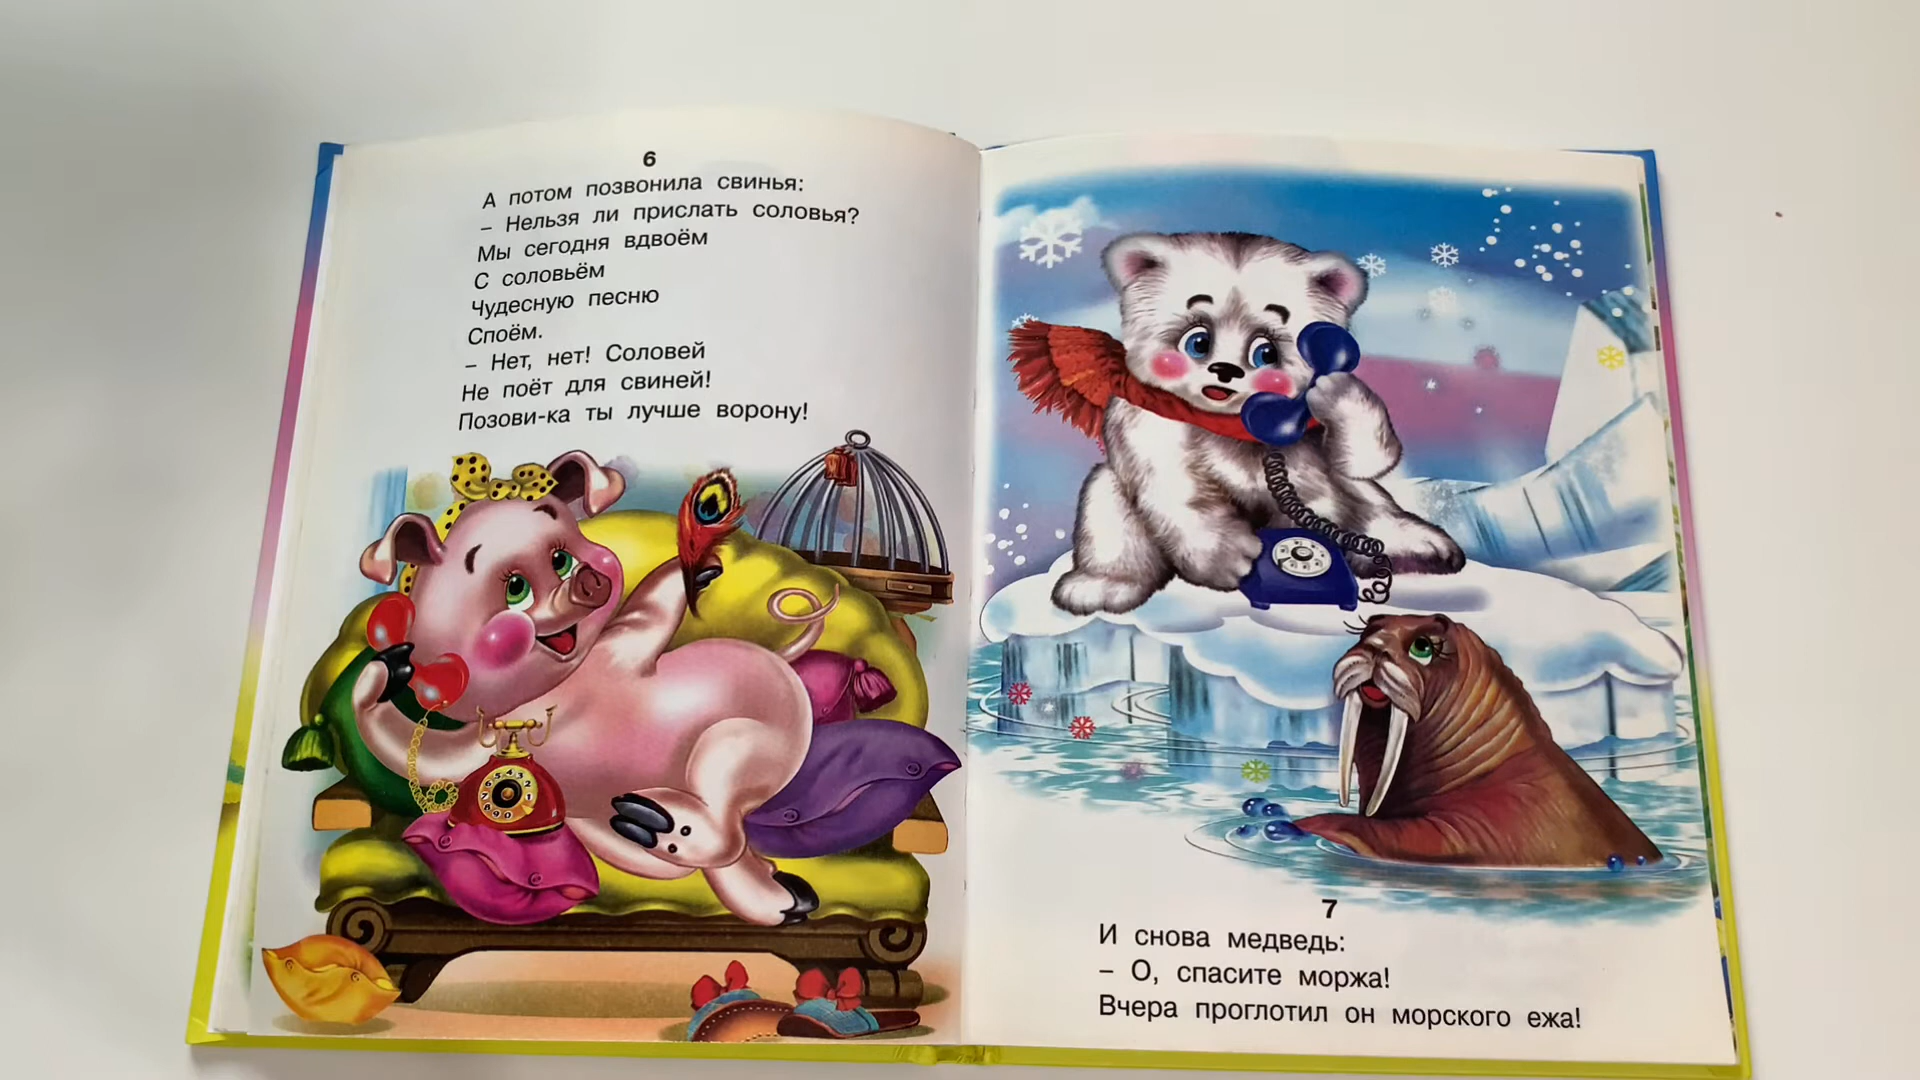 6
А потом позвонила свинья:
– Нельзя ли прислать соловья?
Мы сегодня вдвоём
С соловьём
Чудесную песню
Споём.
– Нет, нет! Соловей
Не поёт для свиней!
Позови-ка ты лучше ворону!
7
И снова медведь:
– О, спасите моржа!
Вчера проглотил он морского ежа!